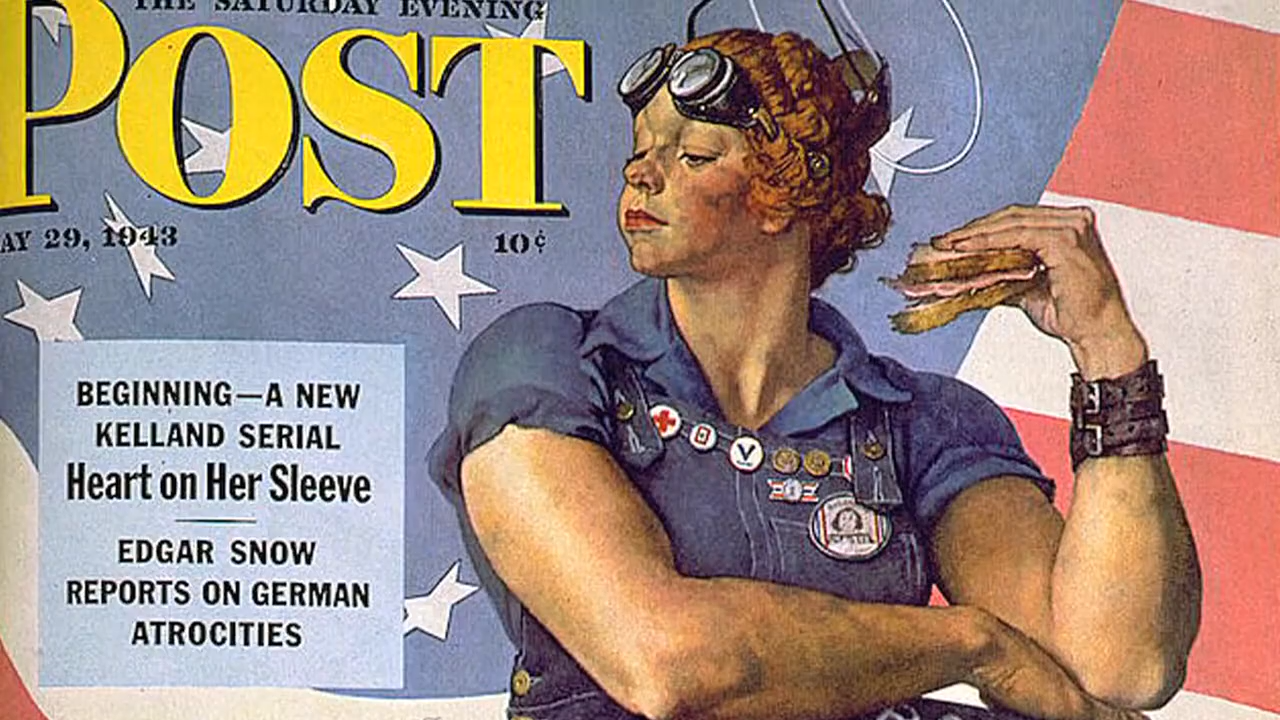 THE SATURDAY EVENING
POST
AY 29, 1943
10¢
BEGINNING—A NEW
KELLAND SERIAL
Heart on Her Sleeve
EDGAR SNOW
REPORTS ON GERMAN
ATROCITIES
V